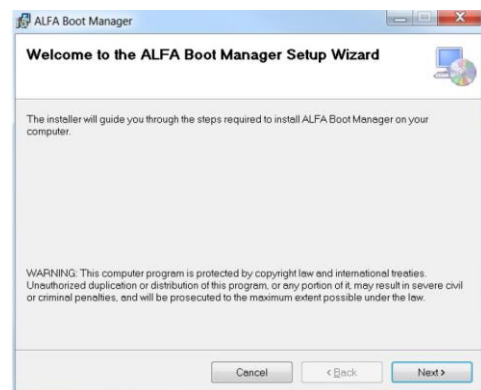 ALFA Boot Manager
Welcome to the ALFA Boot Manager Setup Wizard
The installer will guide you through the steps required to install ALFA Boot Manager on your
computer.
WARNING: This computer program is protected by copyright law and international treaties.
Unauthorized duplication or distribution of this program, or any portion of it, may result in severe civil
or criminal penalties, and will be prosecuted to the maximum extent possible under the law.
Cancel < Back Next >